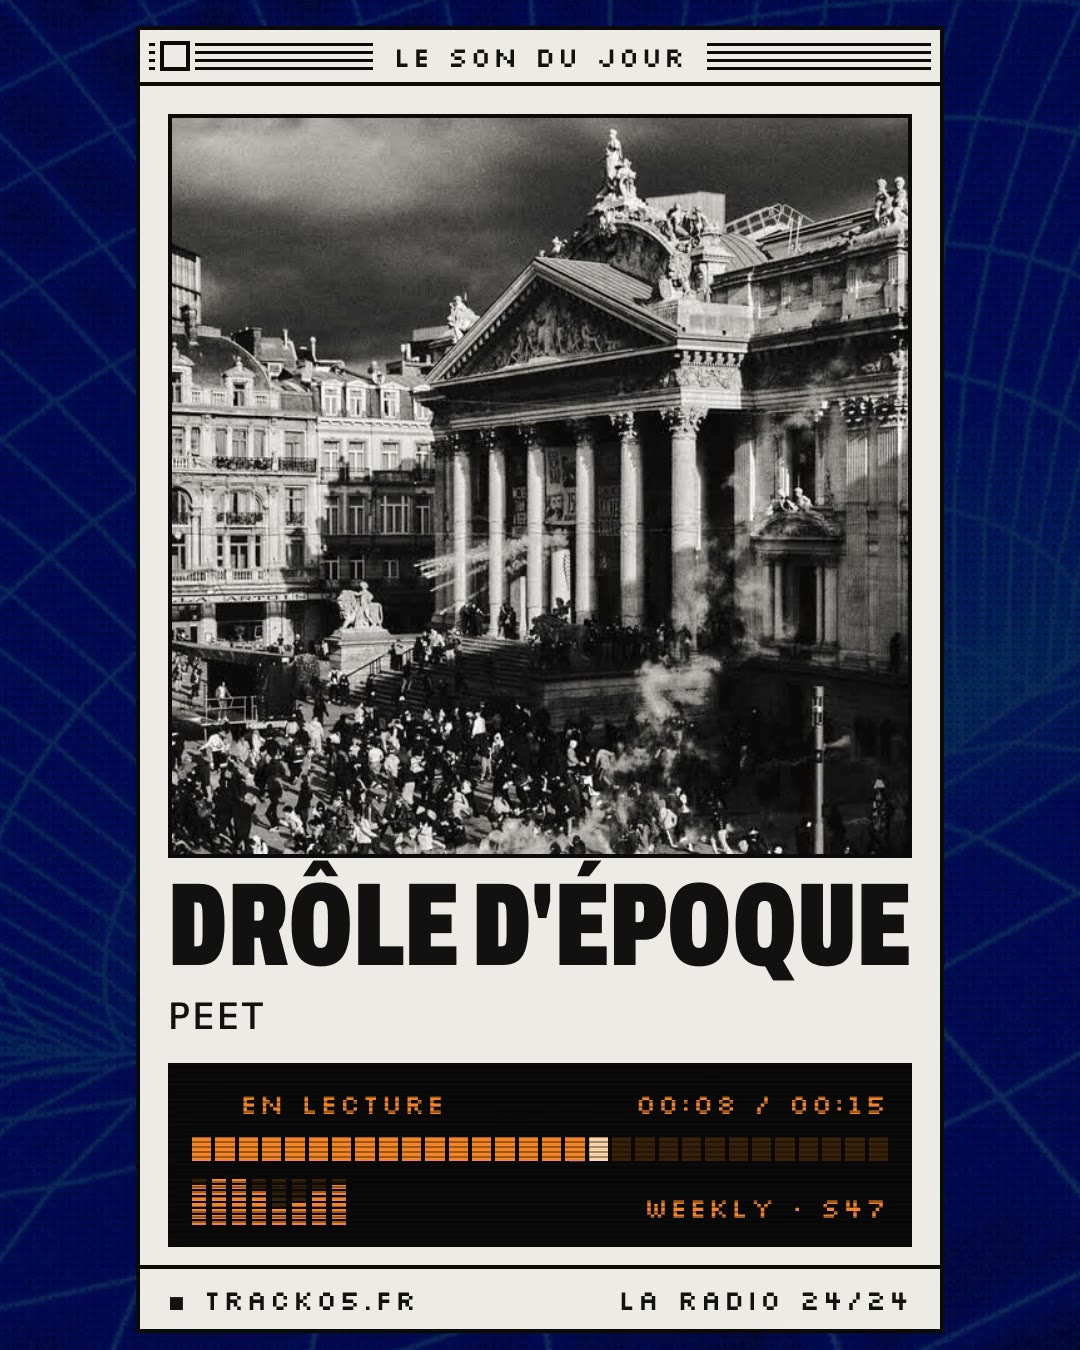 LE SON DU JOUR
DRÔLE D'ÉPOQUE
PEET
EN LECTURE
00:08 / 00:15
WEEKLY · S47
■ TRACK05.FR
LA RADIO 24/24